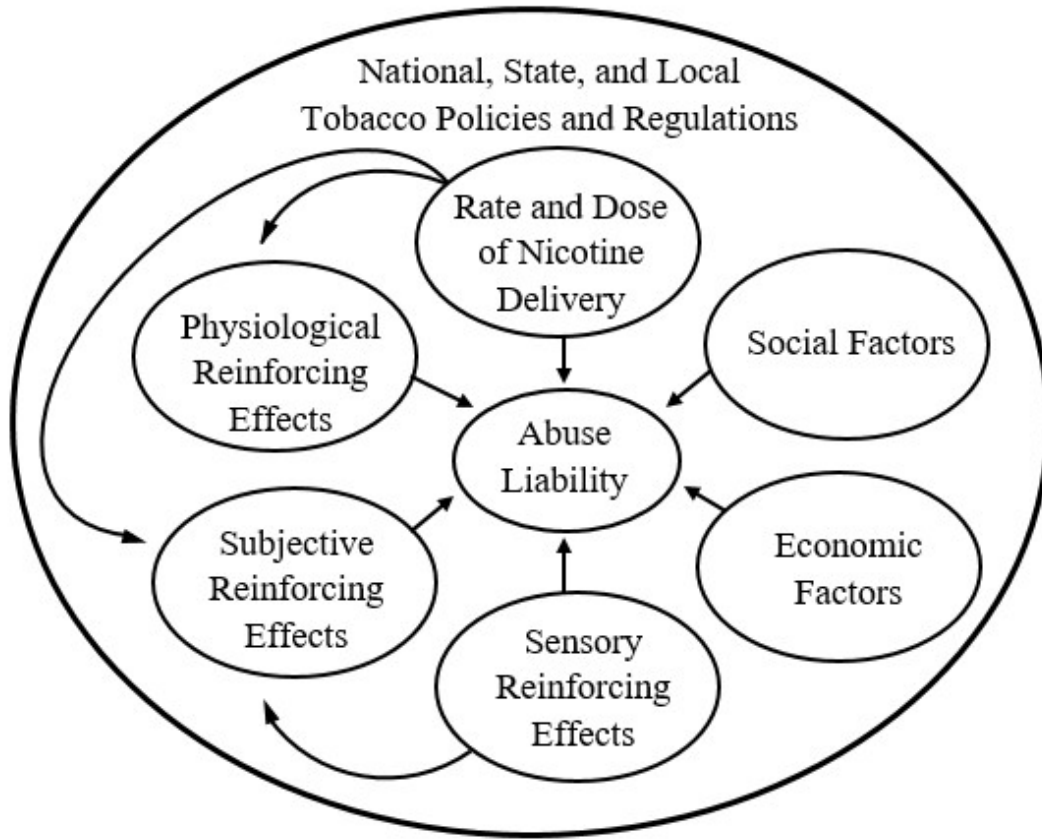 National, State, and Local
Tobacco Policies and Regulations
Rate and Dose
of Nicotine
Delivery
Physiological
Reinforcing
Effects
Social Factors
Abuse
Liability
Subjective
Reinforcing
Effects
Economic
Factors
Sensory
Reinforcing
Effects